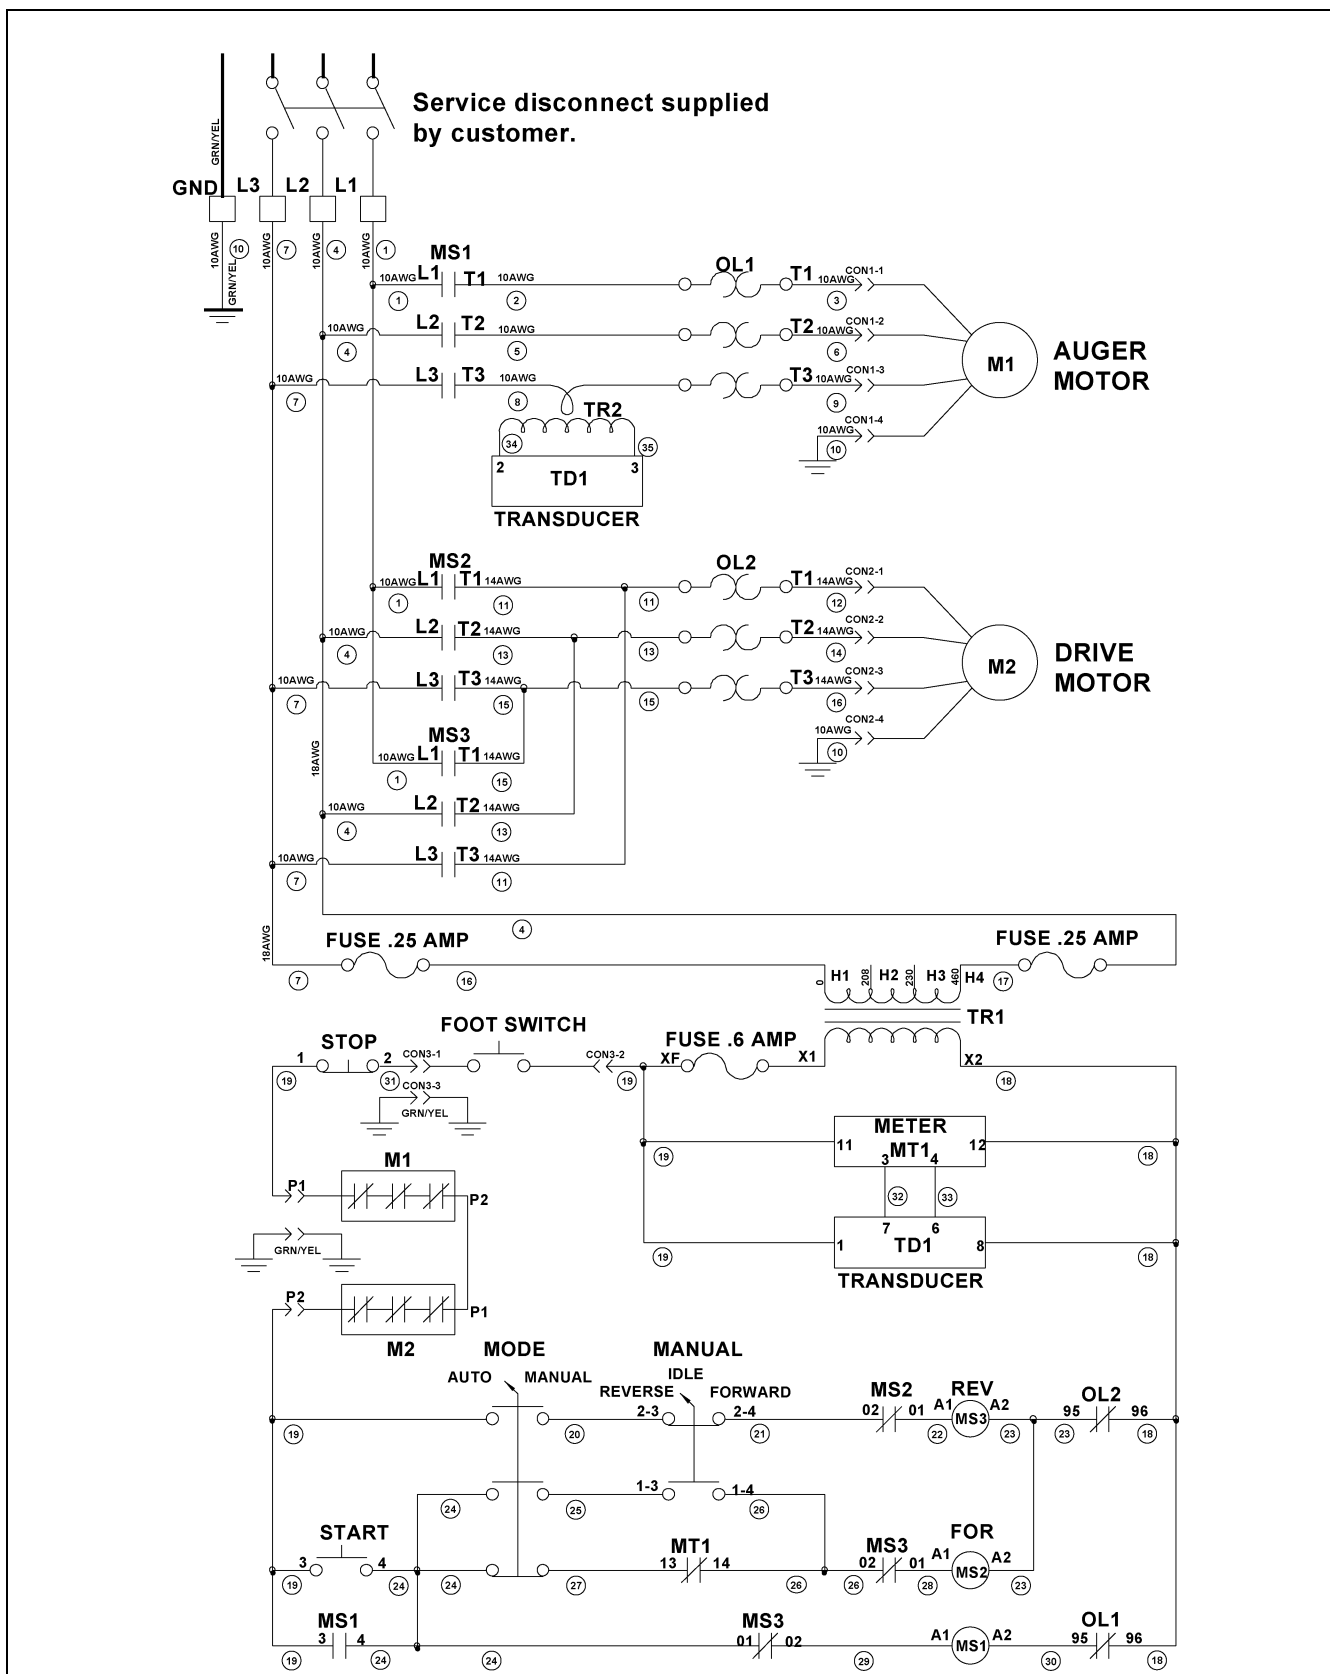 Service disconnect supplied
by customer.
GRN/YEL
GND L3 L2 L1
10AWG 10 10AWG 7 10AWG 4 10AWG 1
GRN/YEL
MS1
10AWG L1 T1 10AWG OL1 T1 10AWG CON1-1
1 2 3
10AWG L2 T2 10AWG T2 10AWG CON1-2
4 5 6
10AWG L3 T3 10AWG T3 10AWG CON1-3
7 8 9
M1
AUGER
MOTOR
TR2
10AWG CON1-4
10
34 35
2 3
TD1
TRANSDUCER
MS2
10AWG L1 T1 14AWG OL2 T1 14AWG CON2-1
1 11 11 12
10AWG L2 T2 14AWG T2 14AWG CON2-2
4 13 13 14
10AWG L3 T3 14AWG T3 14AWG CON2-3
7 15 15 16
M2
DRIVE
MOTOR
10AWG CON2-4
10
MS3
10AWG L1 T1 14AWG
1 15
18AWG
10AWG L2 T2 14AWG
4 13
10AWG L3 T3 14AWG
7 11
4
18AWG
FUSE .25 AMP FUSE .25 AMP
7 16 17
0 H1 208 H2 230 H3 460 H4
TR1
FUSE .6 AMP
XF X1 X2
19 18
STOP FOOT SWITCH
1 2 CON3-1 CON3-2
19 31
CON3-3
GRN/YEL
METER
MT1
11 12
3 4
19 18
32 33
7 6
1 TD1 8
19 18
TRANSDUCER
M1
P1 P2
GRN/YEL
P2 P1
M2
MODE MANUAL
AUTO MANUAL REVERSE IDLE FORWARD
2-3 2-4
19 20 21
MS2 REV OL2
02 01 A1 MS3 A2 95 96
22 23 23 18
1-3 1-4
24 25 26
START MT1 MS3 FOR
3 4 13 14 02 01 A1 MS2 A2
19 24 24 27 26 26 28 23
MS1 MS3 OL1
3 4 01 02 A1 MS1 A2 95 96
19 24 24 29 30 18